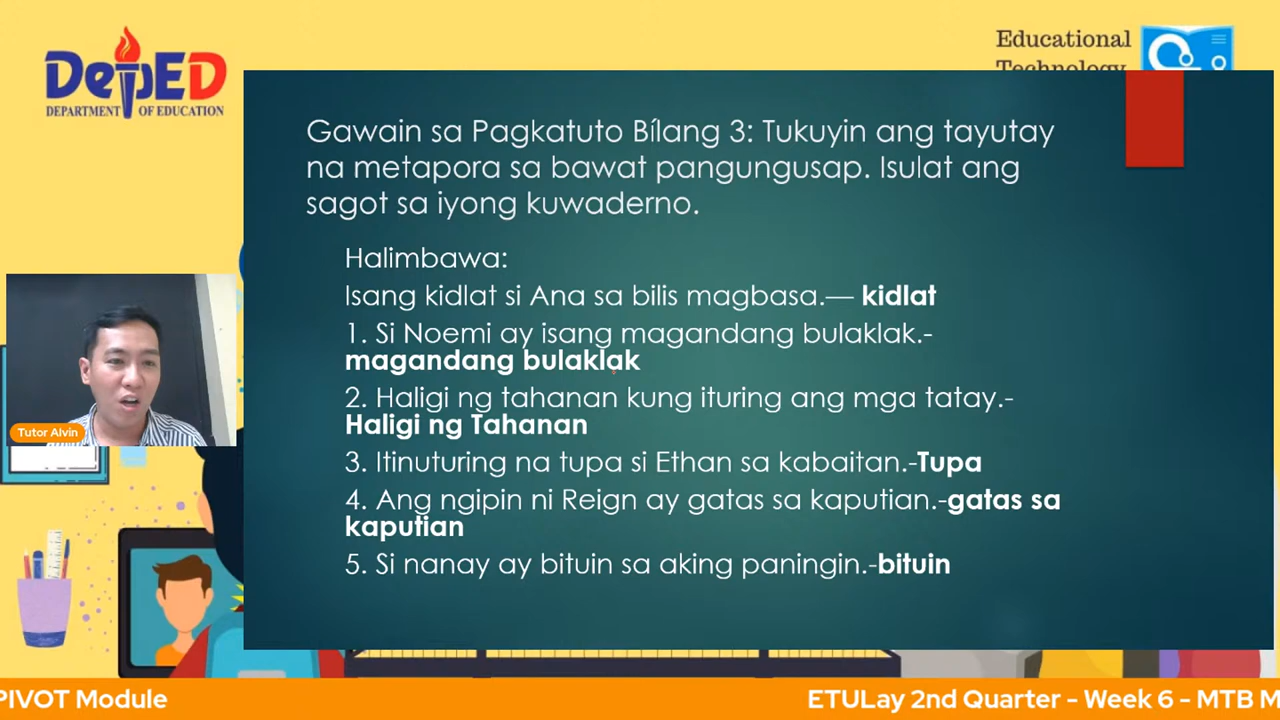 DepED
DEPARTMENT OF EDUCATION
Educational
Technology
Gawain sa Pagkatuto Bílang 3: Tukuyin ang tayutay
na metapora sa bawat pangungusap. Isulat ang
sagot sa iyong kuwaderno.
Halimbawa:
Isang kidlat si Ana sa bilis magbasa.— kidlat
1. Si Noemi ay isang magandang bulaklak.-
magandang bulaklak
2. Haligi ng tahanan kung ituring ang mga tatay.-
Haligi ng Tahanan
3. Itinuturing na tupa si Ethan sa kabaitan.-Tupa
4. Ang ngipin ni Reign ay gatas sa kaputian.-gatas sa
kaputian
5. Si nanay ay bituin sa aking paningin.-bituin
Tutor Alvin
PIVOT Module
ETULay 2nd Quarter - Week 6 - MTB M